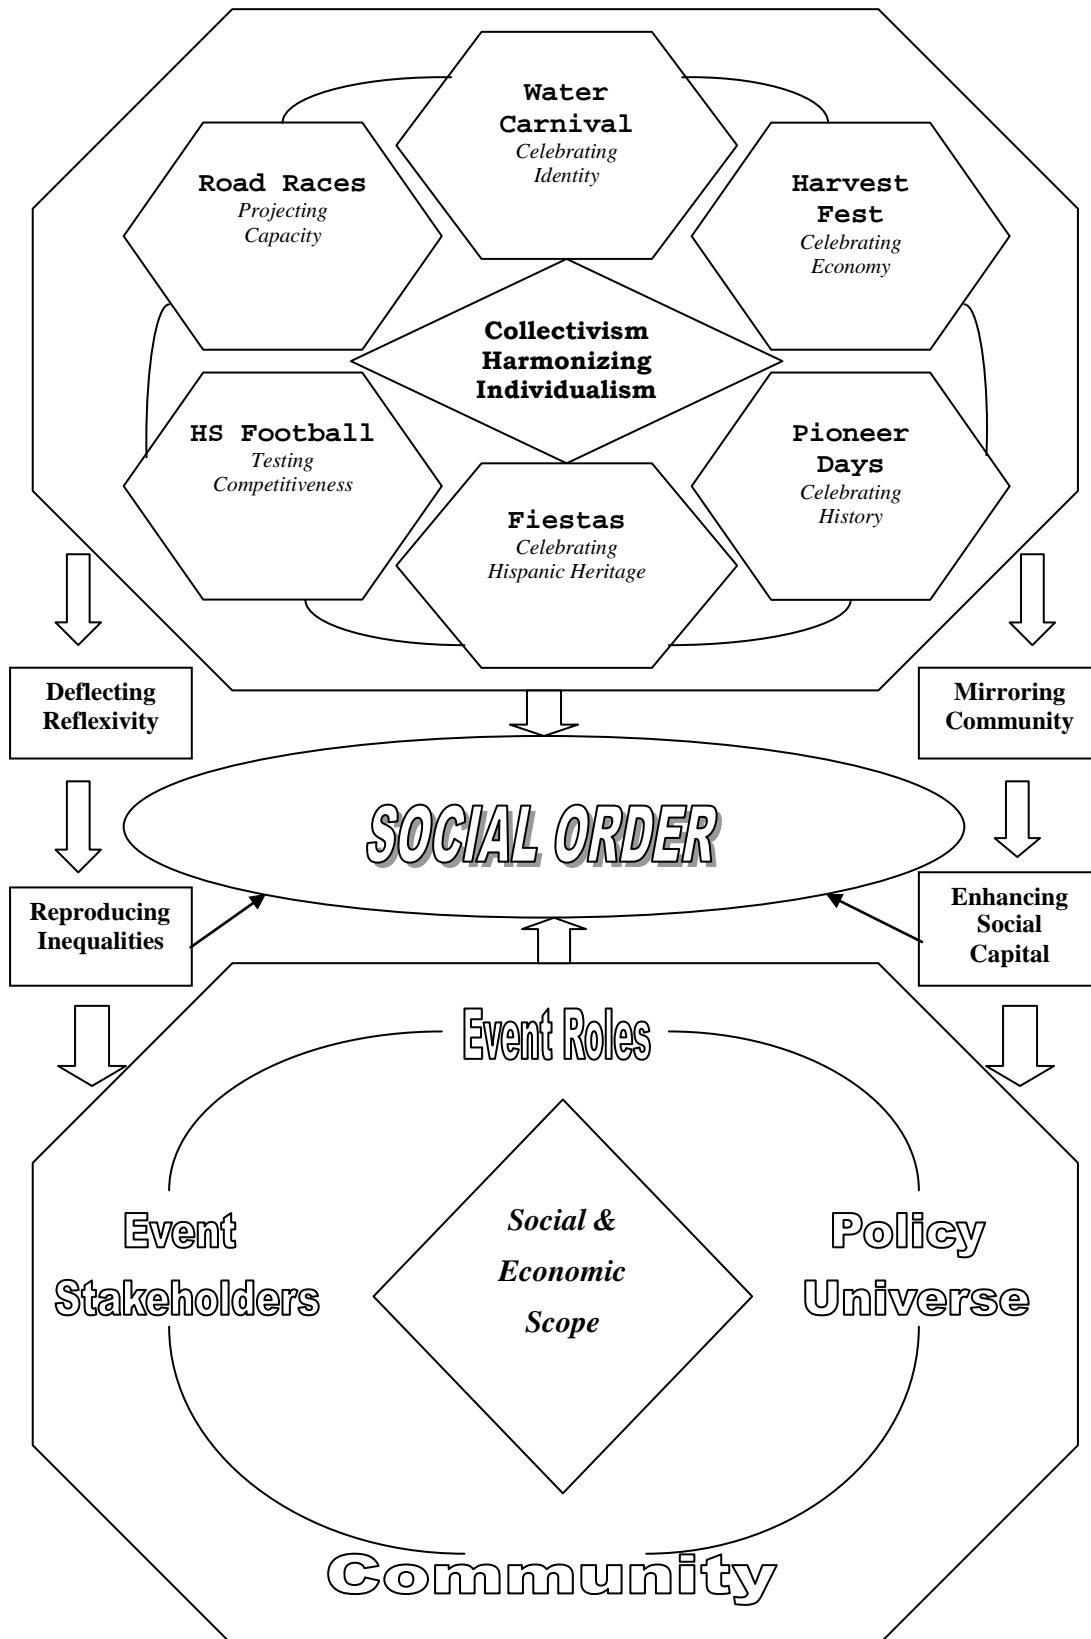 Water
Carnival
Celebrating
Identity
Road Races
Projecting
Capacity
Harvest
Fest
Celebrating
Economy
Collectivism
Harmonizing
Individualism
HS Football
Testing
Competitiveness
Pioneer
Days
Celebrating
History
Fiestas
Celebrating
Hispanic Heritage
Deflecting
Reflexivity
Mirroring
Community
SOCIAL ORDER
Reproducing
Inequalities
Enhancing
Social
Capital
Event Roles
Event
Stakeholders
Social &
Economic
Scope
Policy
Universe
Community